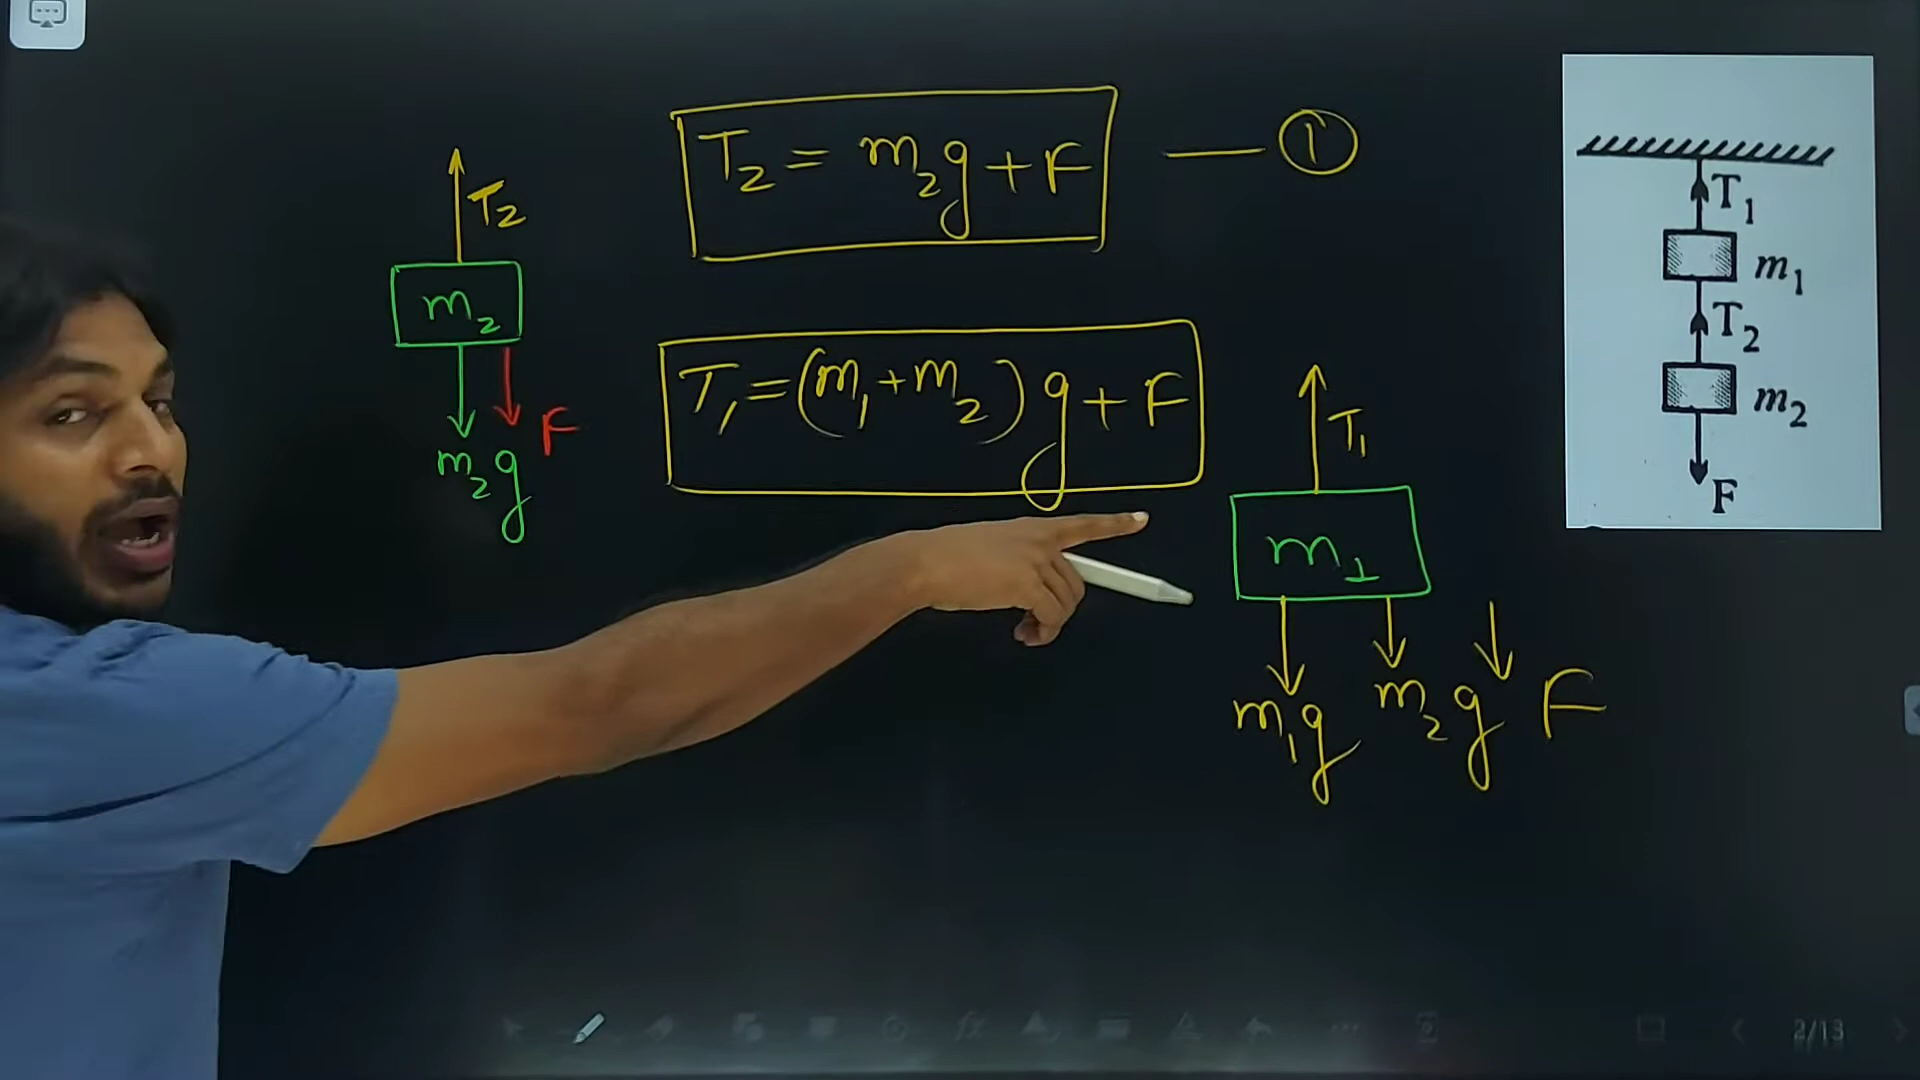 T₂ = m₂g + F —— ①
T₂
m₂
m₂g
F
T₁ = (m₁ + m₂)g + F
T₁
m₁
m₁g m₂g F
T₁
m₁
T₂
m₂
F
2/13